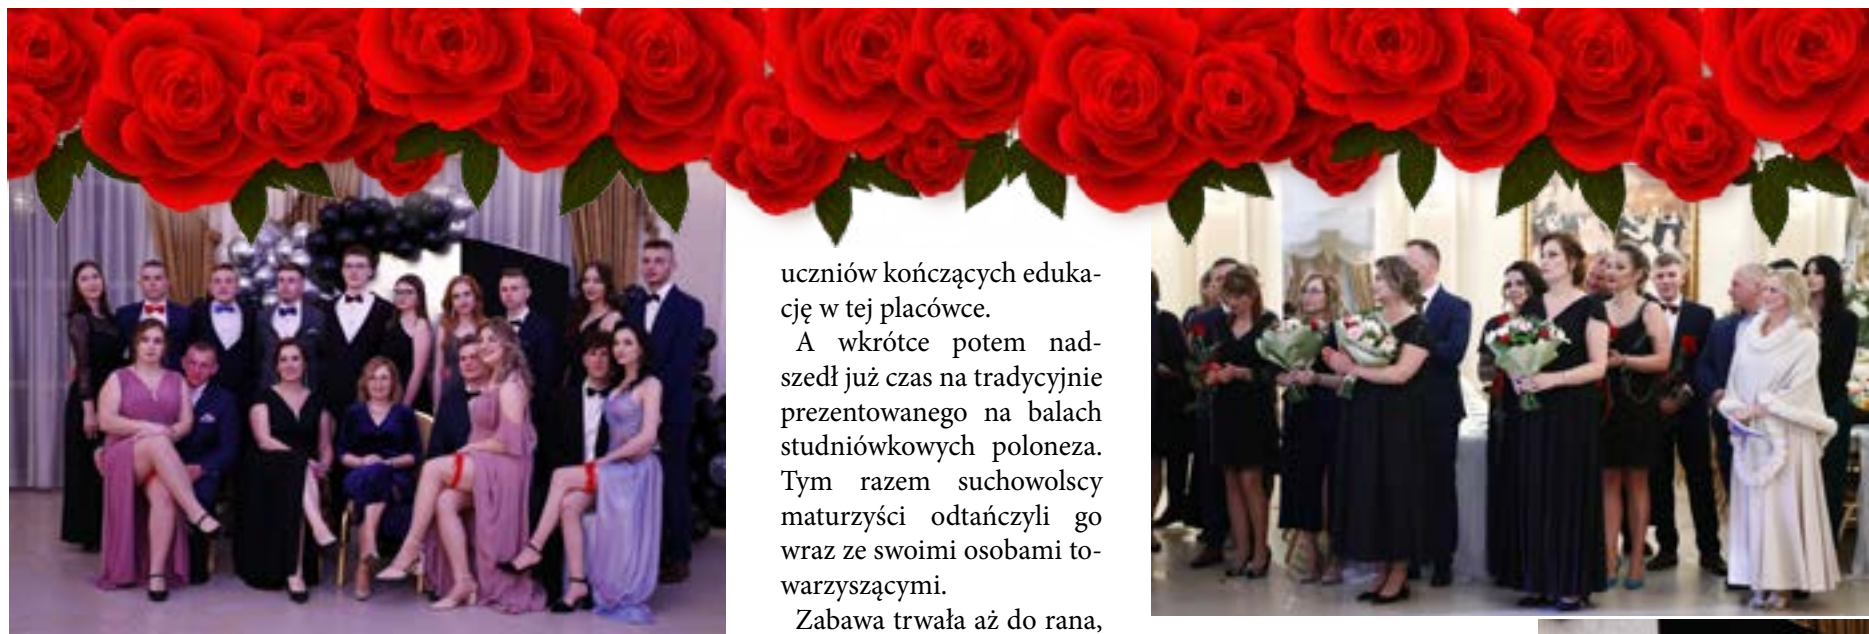 uczniów kończących eduka-
cję w tej placówce.
A wkrótce potem nad-
szedł już czas na tradycyjnie
prezentowanego na balach
studniówkowych poloneza.
Tym razem suchowolscy
maturzyści odtańczyli go
wraz ze swoimi osobami to-
warzyszącymi.
Zabawa trwała aż do rana,